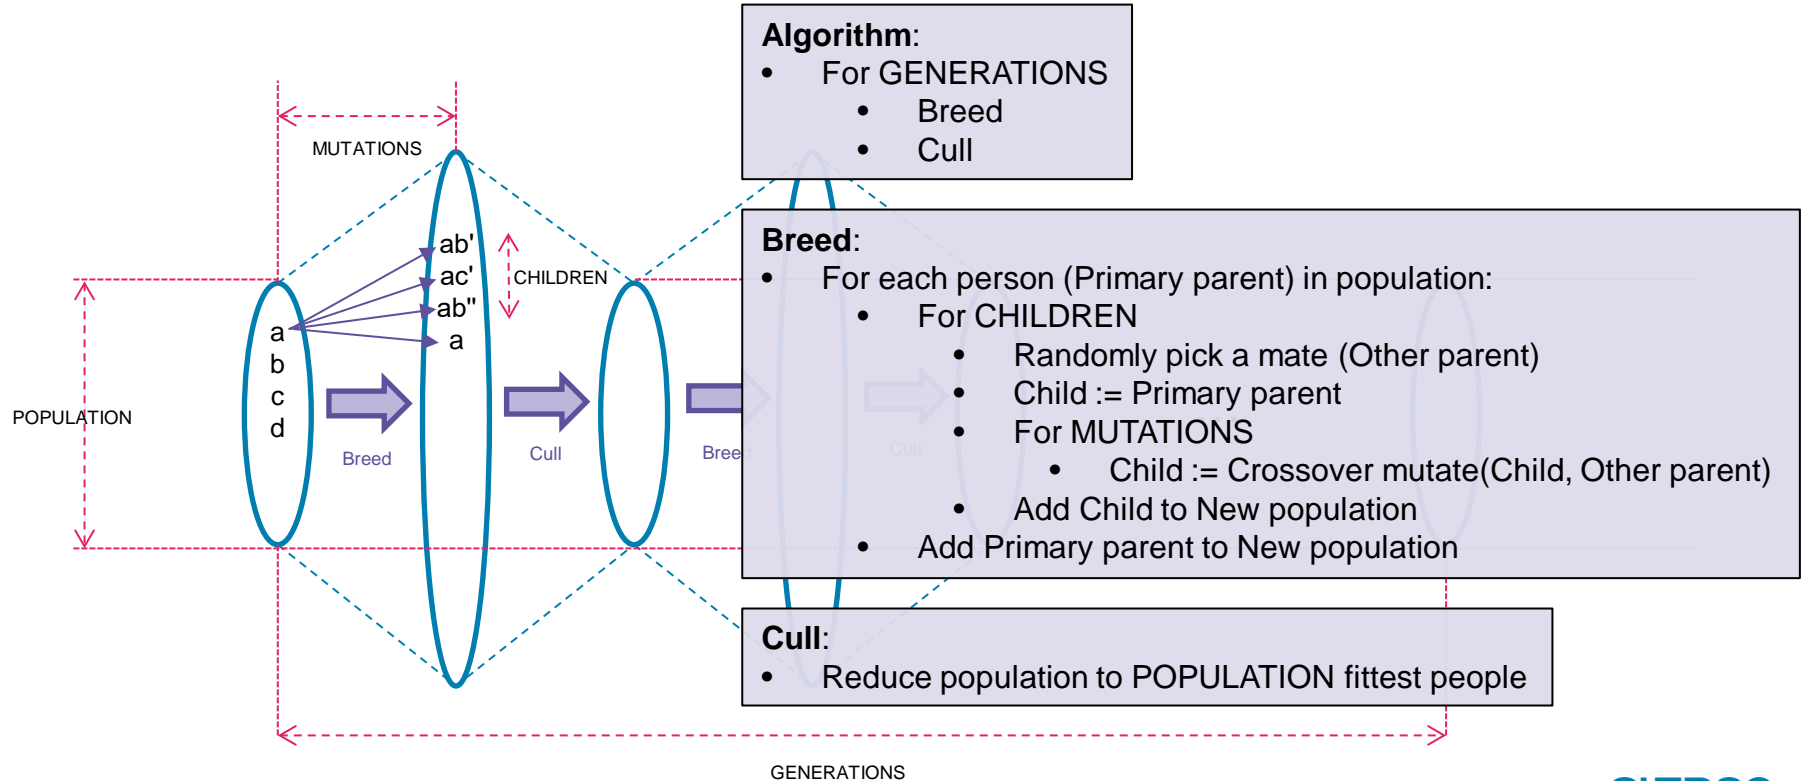 Algorithm:
• For GENERATIONS
• Breed
• Cull
MUTATIONS
Breed:
• For each person (Primary parent) in population:
• For CHILDREN
• Randomly pick a mate (Other parent)
• Child := Primary parent
• For MUTATIONS
• Child := Crossover mutate(Child, Other parent)
• Add Child to New population
• Add Primary parent to New population
ab'
ac'
ab''
a
CHILDREN
a
b
c
d
POPULATION
Breed
Cull
Breed
Cull
Cull:
• Reduce population to POPULATION fittest people
GENERATIONS